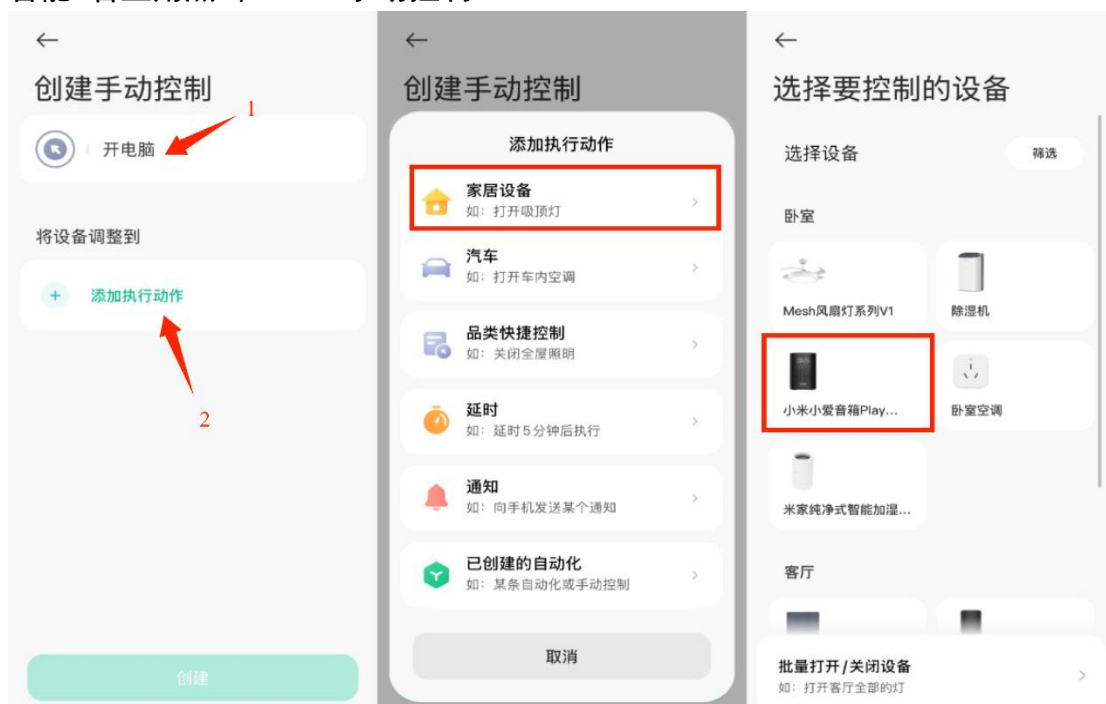 创建手动控制
1
开电脑
将设备调整到
+ 添加执行动作
2
创建
创建手动控制
添加执行动作
家居设备
如：打开吸顶灯
汽车
如：打开车内空调
品类快捷控制
如：关闭全屋照明
延时
如：延时5分钟后执行
通知
如：向手机发送某个通知
已创建的自动化
如：某条自动化或手动控制
取消
选择要控制的设备
选择设备
筛选
卧室
Mesh风扇灯系列V1
除湿机
小米小爱音箱Play...
卧室空调
米家纯净式智能加湿...
客厅
批量打开/关闭设备
如：打开客厅全部的灯